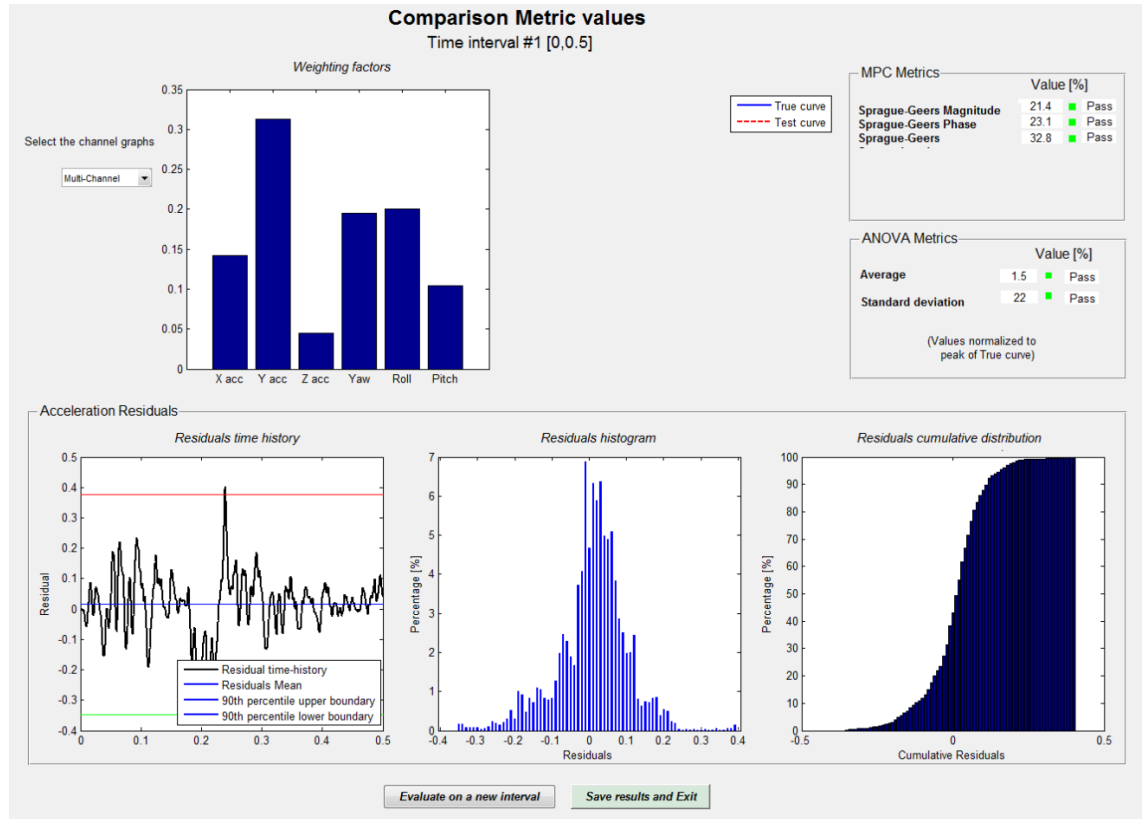 Comparison Metric values
Time interval #1 [0,0.5]
Weighting factors
Select the channel graphs
Multi-Channel
0.35
0.3
0.25
0.2
0.15
0.1
0.05
0
X acc Y acc Z acc Yaw Roll Pitch
True curve
Test curve
MPC Metrics
Value [%]
Sprague-Geers Magnitude 21.4 Pass
Sprague-Geers Phase 23.1 Pass
Sprague-Geers 32.8 Pass
ANOVA Metrics
Value [%]
Average 1.5 Pass
Standard deviation 22 Pass
(Values normalized to
peak of True curve)
Acceleration Residuals
Residuals time history
0.5
0.4
0.3
0.2
0.1
0
-0.1
-0.2
-0.3
-0.4
Residual
0 0.1 0.2 0.3 0.4 0.5
Residual time-history
Residuals Mean
90th percentile upper boundary
90th percentile lower boundary
Residuals histogram
7
6
5
4
3
2
1
0
Percentage [%]
-0.4 -0.3 -0.2 -0.1 0 0.1 0.2 0.3 0.4
Residuals
Residuals cumulative distribution
100
90
80
70
60
50
40
30
20
10
0
Percentage [%]
-0.5 0 0.5
Cumulative Residuals
Evaluate on a new interval
Save results and Exit